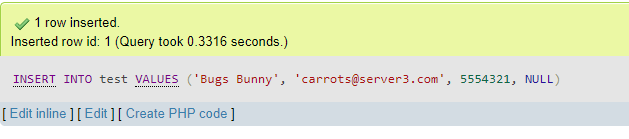 1 row inserted.
Inserted row id: 1 (Query took 0.3316 seconds.)
INSERT INTO test VALUES ('Bugs Bunny', 'carrots@server3.com', 5554321, NULL)
[ Edit inline ] [ Edit ] [ Create PHP code ]